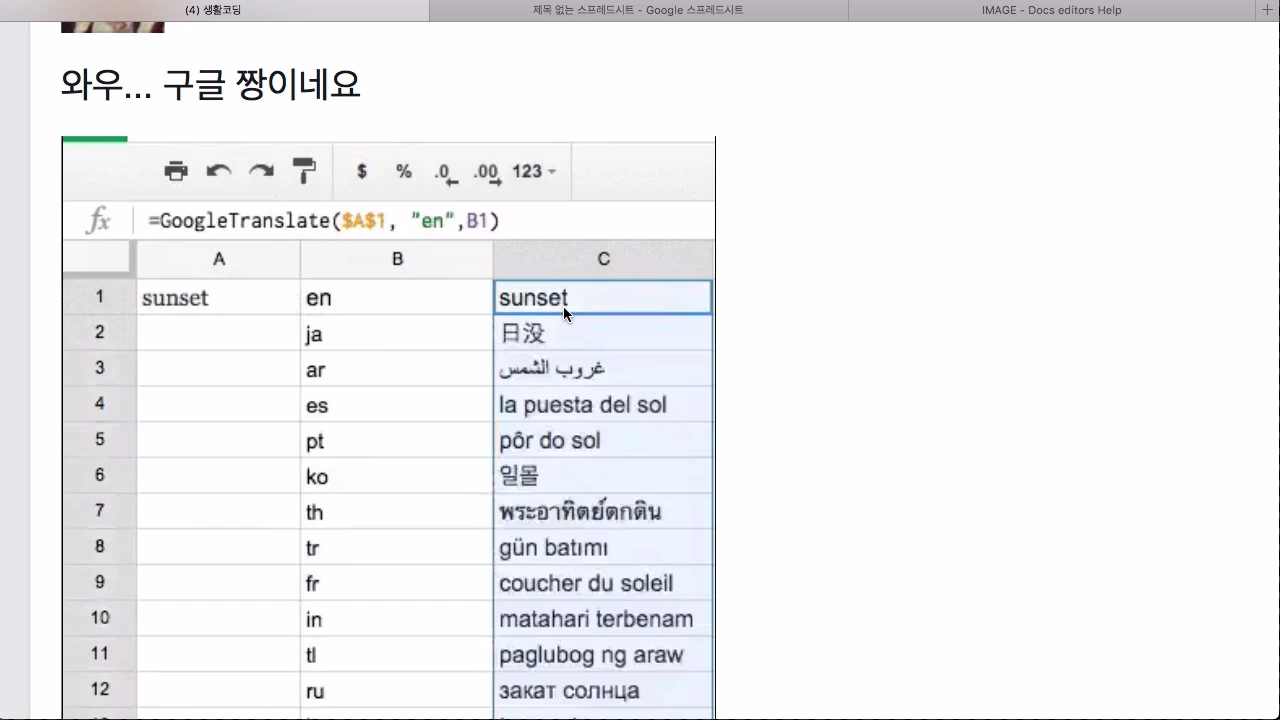 (4) 생활코딩 제목 없는 스프레드시트 - Google 스프레드시트 IMAGE - Docs editors Help +
와우... 구글 짱이네요
$ % .0 .00 123
fx =GoogleTranslate($A$1, "en",B1)
A B C
1 sunset en sunset
2 ja 日没
3 ar غروب الشمس
4 es la puesta del sol
5 pt pôr do sol
6 ko 일몰
7 th พระอาทิตย์ตกดิน
8 tr gün batımı
9 fr coucher du soleil
10 in matahari terbenam
11 tl paglubog ng araw
12 ru закат солнца